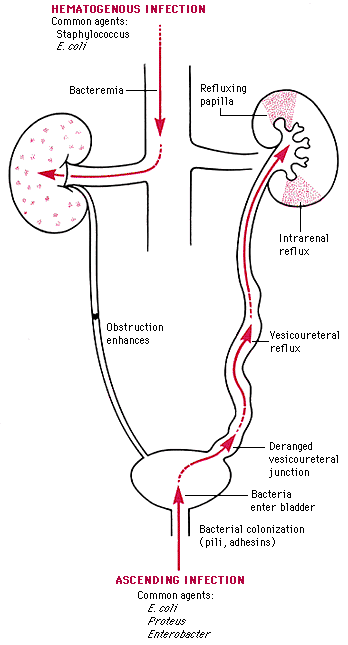 HEMATOGENOUS INFECTION
Common agents:
Staphylococcus
E. coli
Bacteremia
Refluxing
papilla
Intrarenal
reflux
Obstruction
enhances
Vesicoureteral
reflux
Deranged
vesicoureteral
junction
Bacteria
enter bladder
Bacterial colonization
(pili, adhesins)
ASCENDING INFECTION
Common agents:
E. coli
Proteus
Enterobacter